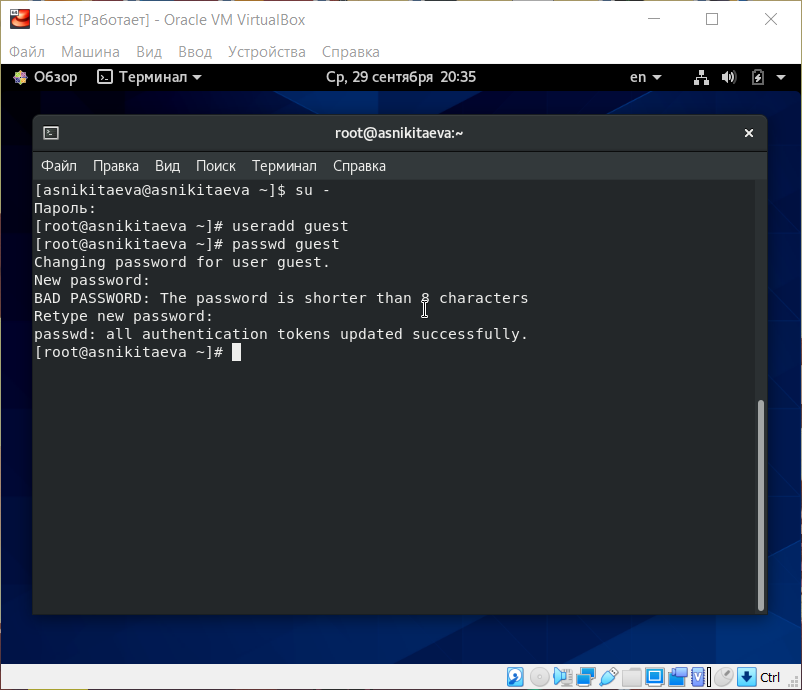 Host2 [Работает] - Oracle VM VirtualBox
Файл Машина Вид Ввод Устройства Справка
Обзор Терминал Ср, 29 сентября 20:35 en
root@asnikitaeva:~
Файл Правка Вид Поиск Терминал Справка
[asnikitaeva@asnikitaeva ~]$ su -
Пароль:
[root@asnikitaeva ~]# useradd guest
[root@asnikitaeva ~]# passwd guest
Changing password for user guest.
New password:
BAD PASSWORD: The password is shorter than 8 characters
Retype new password:
passwd: all authentication tokens updated successfully.
[root@asnikitaeva ~]#
Ctrl